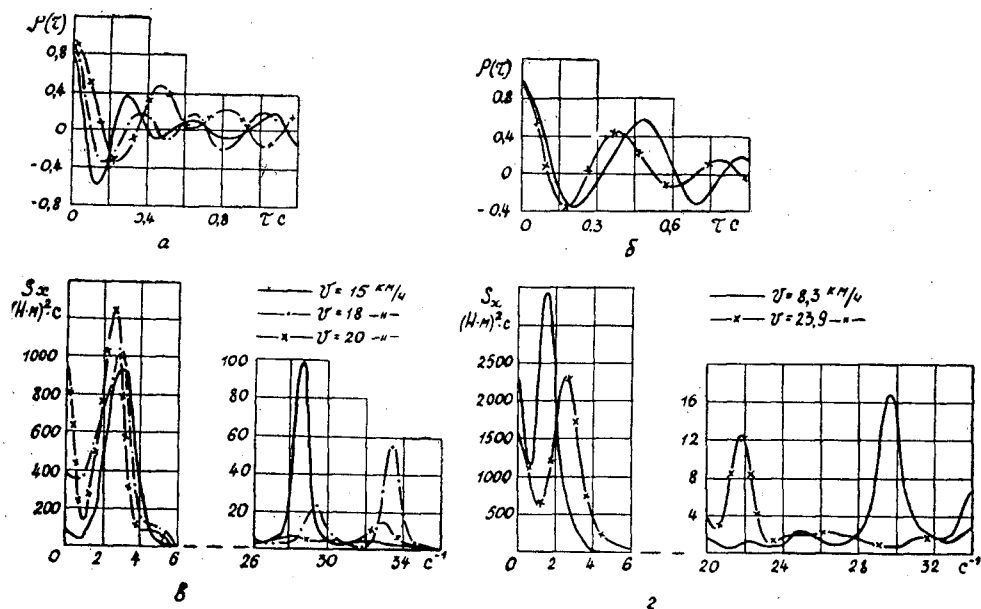 ρ(τ)
0,8
0,4
0
-0,4
-0,8
0 0,4 0,8 τ с
а
ρ(τ)
0,8
0,4
0
-0,4
0 0.3 0,6 τ с
б
Sx
(Н·м)²·с
1000
800
600
400
200
0 2 4 6
υ = 15 км/ч
υ = 18 -"-
υ = 20 -"-
100
80
60
40
20
26 30 34 с⁻¹
в
Sx
(Н·м)²·с
2500
2000
1500
1000
500
0 2 4 6
υ = 8,3 км/ч
υ = 23,9 -"-
16
12
8
4
20 24 28 32 с⁻¹
г